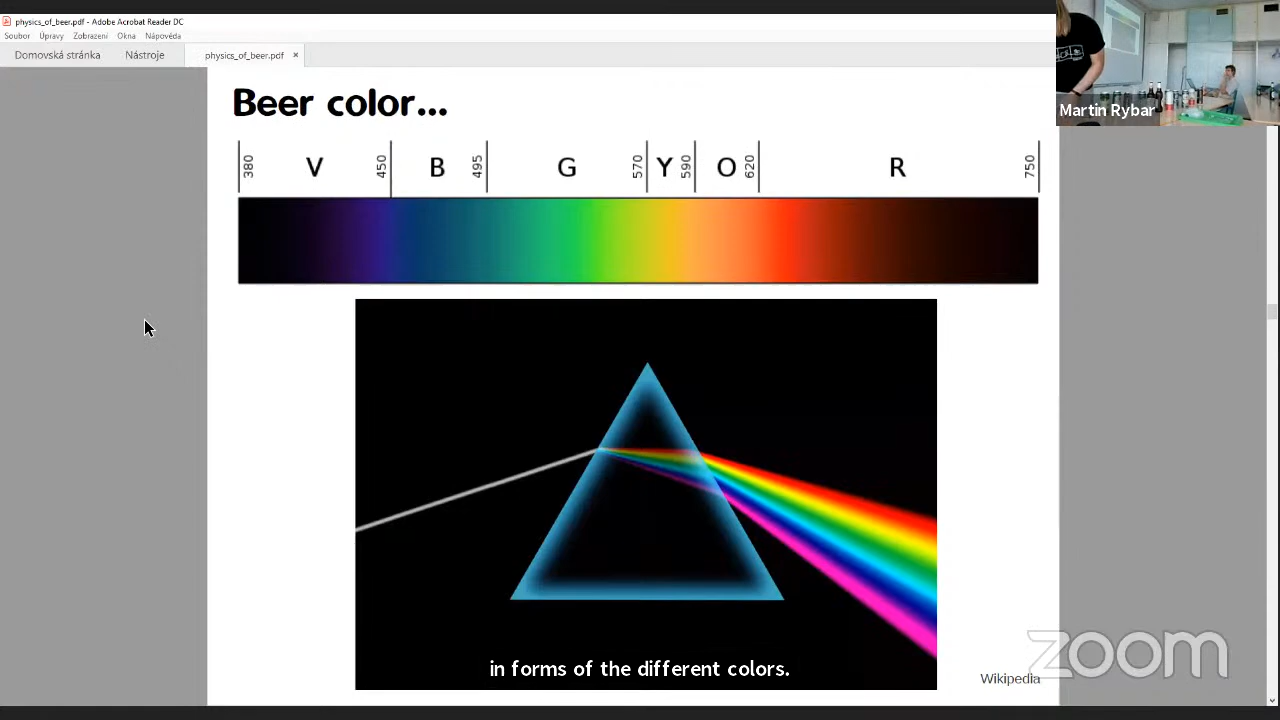 physics_of_beer.pdf - Adobe Acrobat Reader DC
Soubor Úpravy Zobrazení Okna Nápověda
Domovská stránka Nástroje physics_of_beer.pdf ×
Martin Rybar
Beer color...
380 V 450 B 495 G 570 Y 590 O 620 R 750
in forms of the different colors.
Wikipedia
zoom